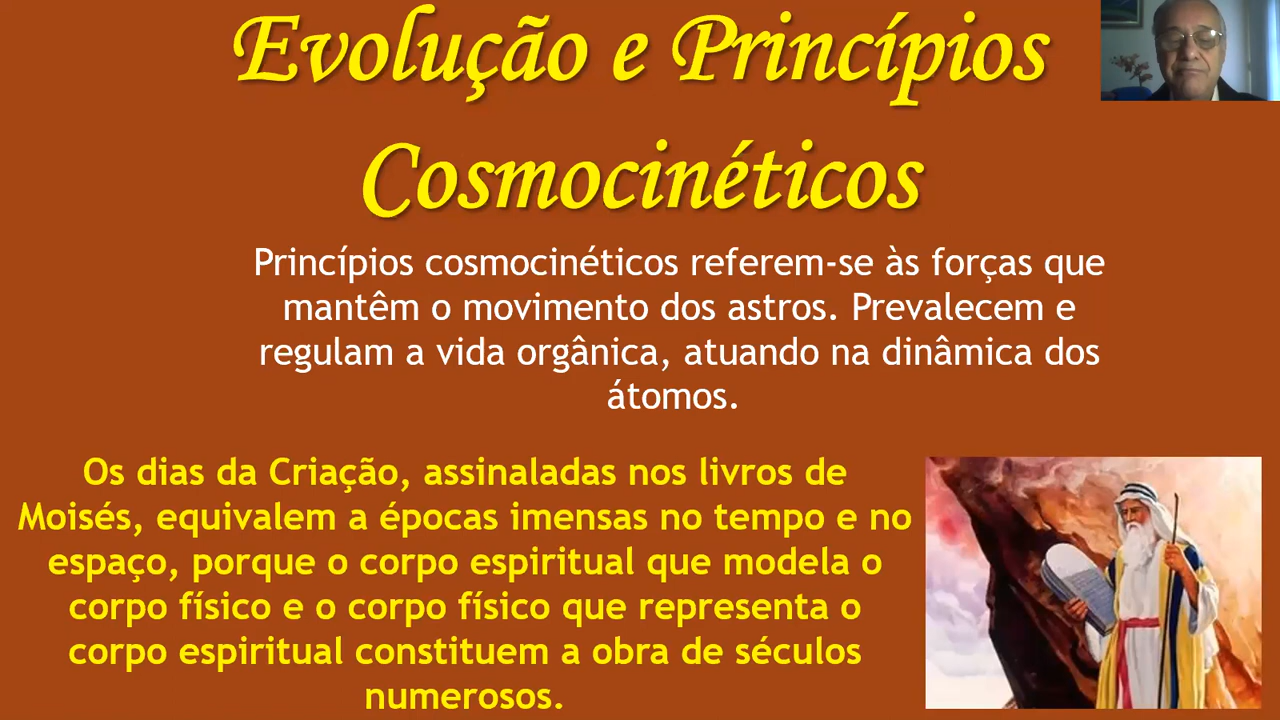 Evolução e Princípios
Cosmocinéticos
Princípios cosmocinéticos referem-se às forças que
mantêm o movimento dos astros. Prevalecem e
regulam a vida orgânica, atuando na dinâmica dos
átomos.
Os dias da Criação, assinaladas nos livros de
Moisés, equivalem a épocas imensas no tempo e no
espaço, porque o corpo espiritual que modela o
corpo físico e o corpo físico que representa o
corpo espiritual constituem a obra de séculos
numerosos.